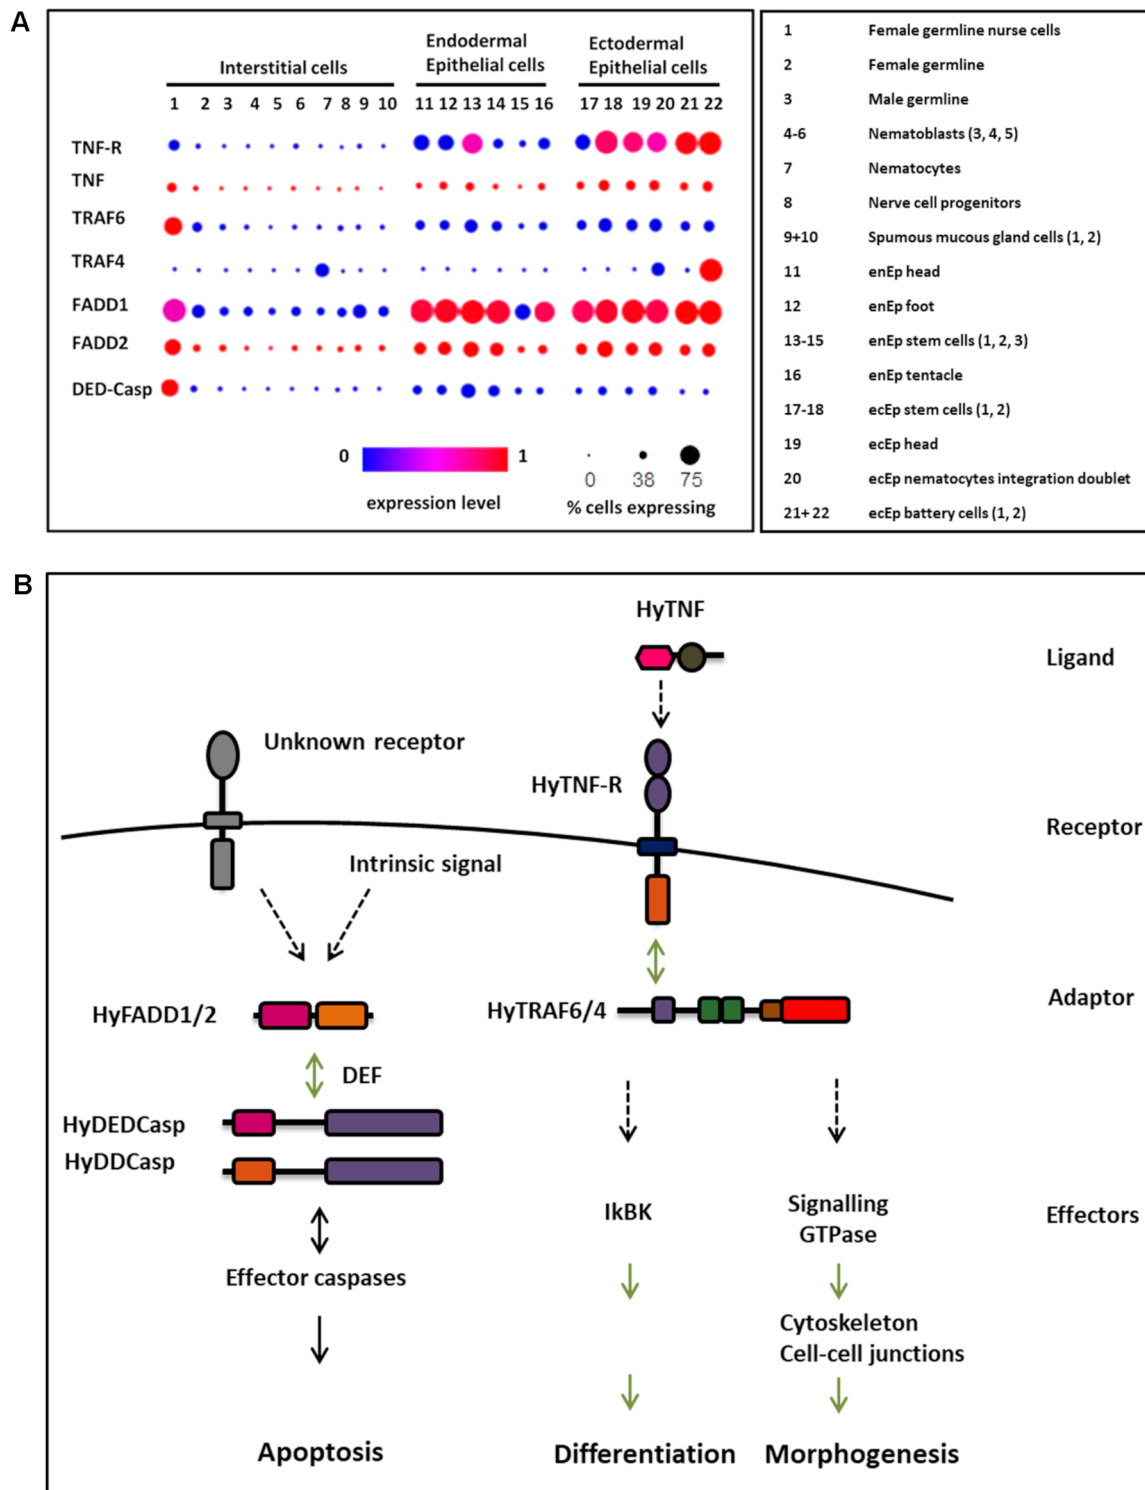 A
Interstitial cells
Endodermal
Epithelial cells
Ectodermal
Epithelial cells
1 2 3 4 5 6 7 8 9 10 11 12 13 14 15 16 17 18 19 20 21 22
TNF-R
TNF
TRAF6
TRAF4
FADD1
FADD2
DED-Casp
0 1
expression level
0 38 75
% cells expressing
1 Female germline nurse cells
2 Female germline
3 Male germline
4-6 Nematoblasts (3, 4, 5)
7 Nematocytes
8 Nerve cell progenitors
9+10 Spumous mucous gland cells (1, 2)
11 enEp head
12 enEp foot
13-15 enEp stem cells (1, 2, 3)
16 enEp tentacle
17-18 ecEp stem cells (1, 2)
19 ecEp head
20 ecEp nematocytes integration doublet
21+ 22 ecEp battery cells (1, 2)
B
HyTNF
Ligand
Unknown receptor
HyTNF-R
Receptor
Intrinsic signal
HyFADD1/2
HyTRAF6/4
Adaptor
DEF
HyDEDCasp
HyDDCasp
IkBK
Signalling
GTPase
Effectors
Effector caspases
Cytoskeleton
Cell-cell junctions
Apoptosis
Differentiation
Morphogenesis